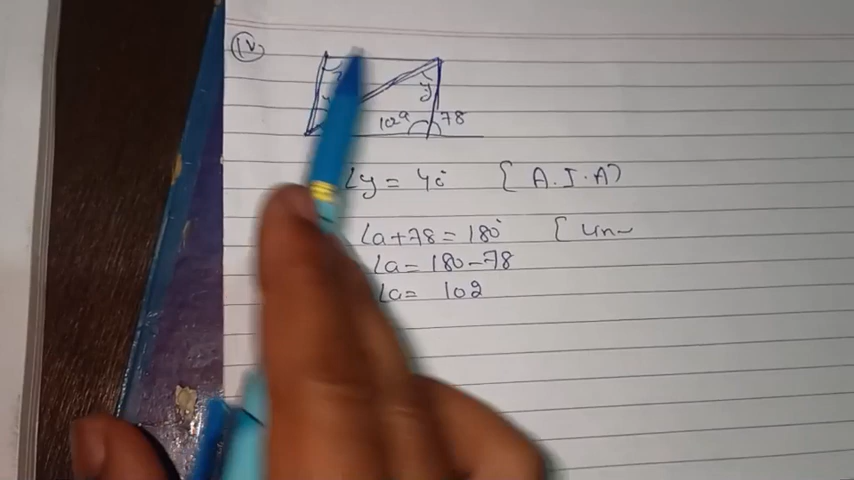 (iv)
y
102° 78
∠y = 40° [A.I.A)
∠a+78 = 180° [Lin
∠a = 180-78
∠a = 102